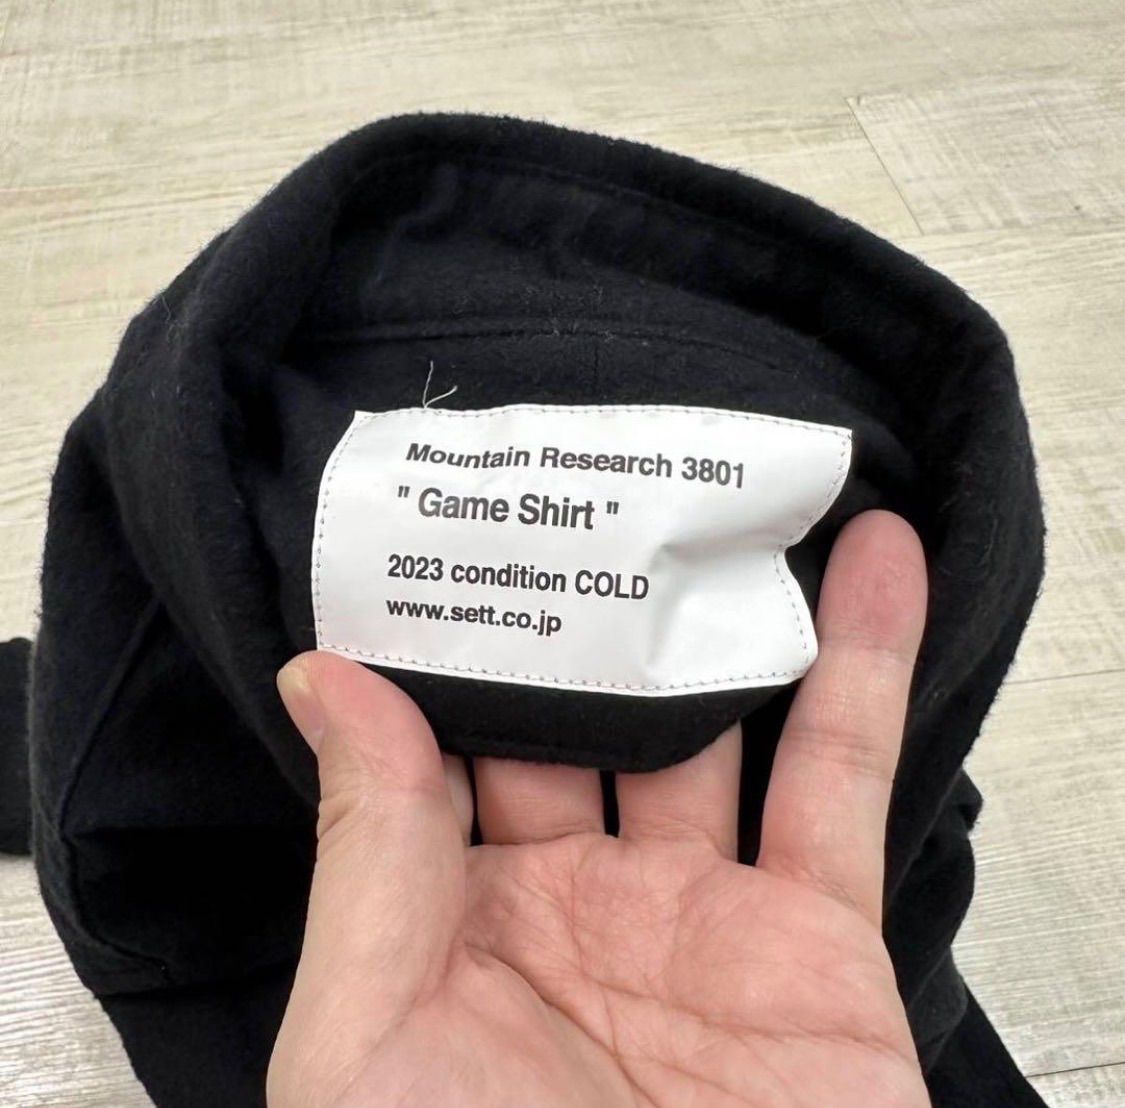 Mountain Research 3801
" Game Shirt "
2023 condition COLD
www.sett.co.jp